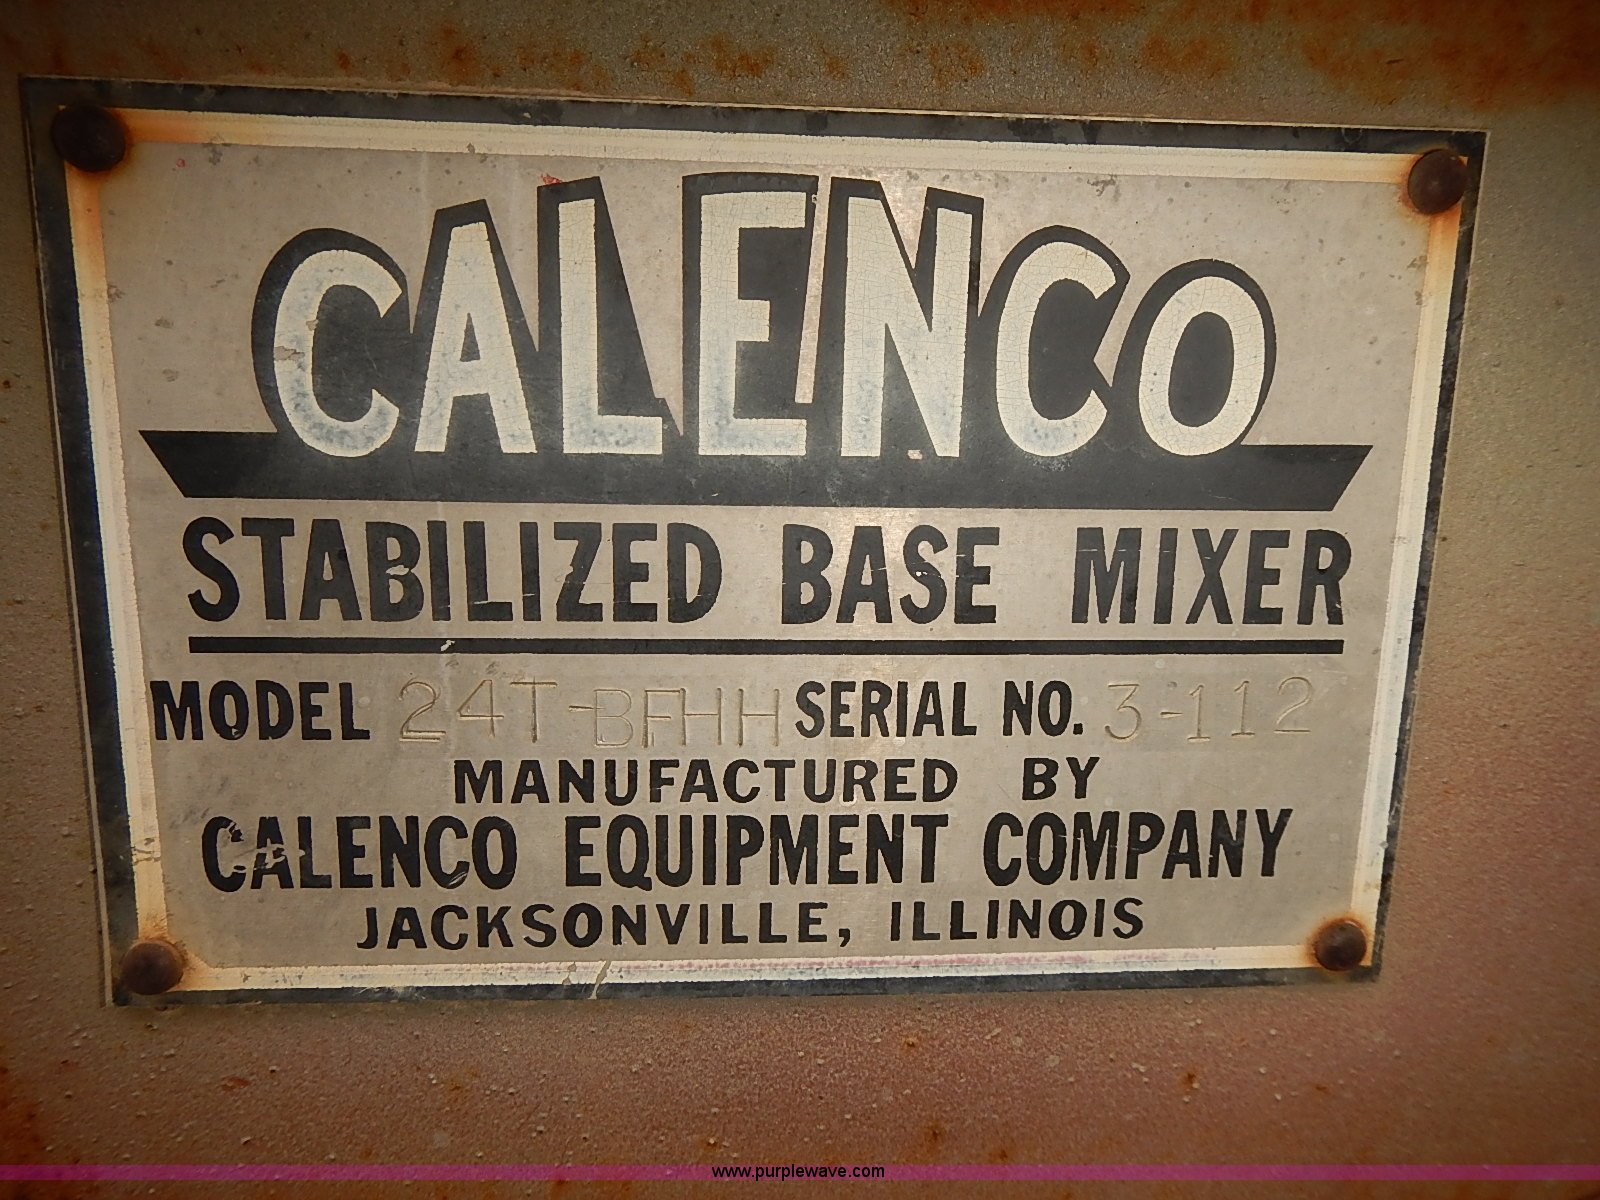 CALENCO
STABILIZED BASE MIXER
MODEL 24T-BFHH SERIAL NO. 3-112
MANUFACTURED BY
CALENCO EQUIPMENT COMPANY
JACKSONVILLE, ILLINOIS
www.purplewave.com